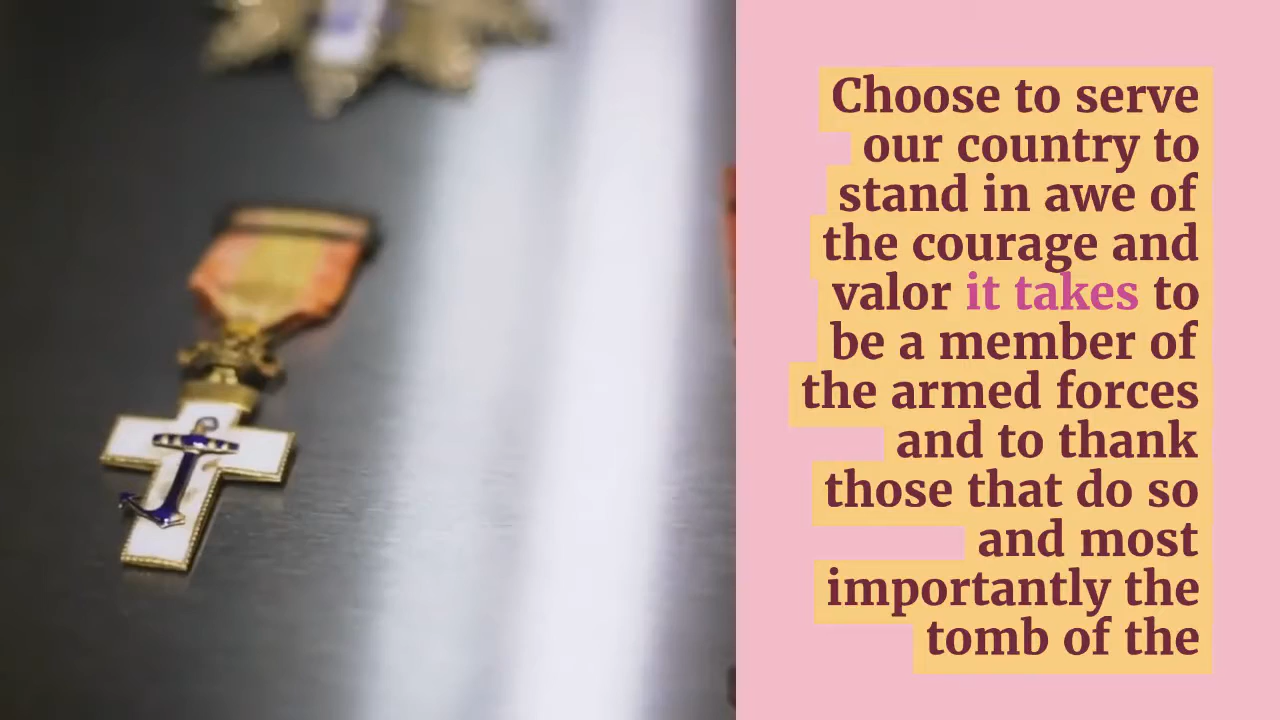 Choose to serve
our country to
stand in awe of
the courage and
valor it takes to
be a member of
the armed forces
and to thank
those that do so
and most
importantly the
tomb of the